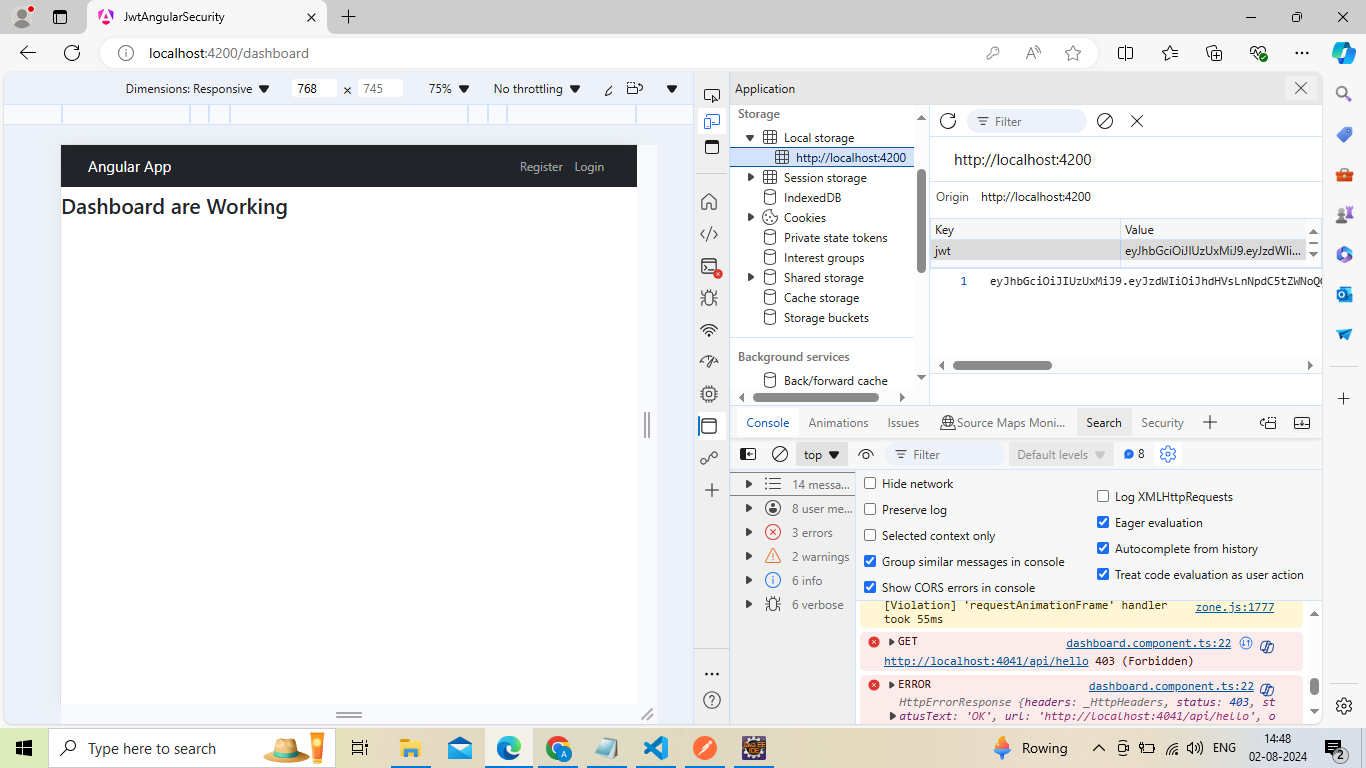 JwtAngularSecurity
localhost:4200/dashboard
Dimensions: Responsive 768 × 745 75% No throttling
Angular App Register Login
Dashboard are Working
Application
Storage
Local storage
http://localhost:4200
Session storage
IndexedDB
Cookies
Private state tokens
Interest groups
Shared storage
Cache storage
Storage buckets
Background services
Back/forward cache
Filter
http://localhost:4200
Origin http://localhost:4200
Key Value
jwt eyJhbGciOiJIUzUxMiJ9.eyJzdWIi...
1 eyJhbGciOiJIUzUxMiJ9.eyJzdWIiOiJhdHVsLnNpdC5tZWNoQG
Console Animations Issues Source Maps Moni... Search Security
top Filter Default levels 8
14 messa...
8 user me...
3 errors
2 warnings
6 info
6 verbose
Hide network
Preserve log
Selected context only
Group similar messages in console
Show CORS errors in console
Log XMLHttpRequests
Eager evaluation
Autocomplete from history
Treat code evaluation as user action
[Violation] 'requestAnimationFrame' handler zone.js:1777
took 55ms
GET dashboard.component.ts:22
http://localhost:4041/api/hello 403 (Forbidden)
ERROR dashboard.component.ts:22
HttpErrorResponse {headers: _HttpHeaders, status: 403, st
atusText: 'OK', url: 'http://localhost:4041/api/hello', o
Type here to search
Rowing
ENG
14:48
02-08-2024
2